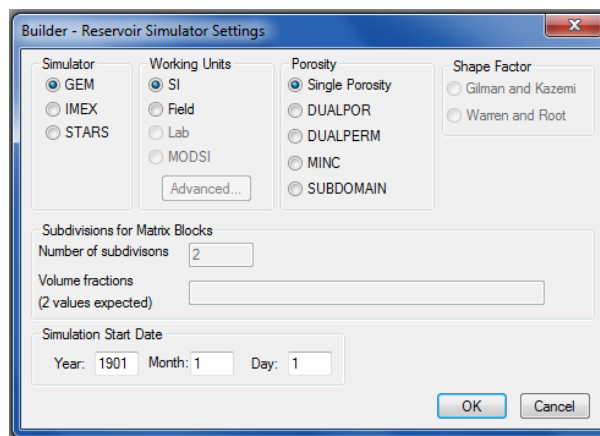 Builder - Reservoir Simulator Settings
Simulator
GEM
IMEX
STARS
Working Units
SI
Field
Lab
MODSI
Advanced...
Porosity
Single Porosity
DUALPOR
DUALPERM
MINC
SUBDOMAIN
Shape Factor
Gilman and Kazemi
Warren and Root
Subdivisions for Matrix Blocks
Number of subdivisons 2
Volume fractions
(2 values expected)
Simulation Start Date
Year: 1901 Month: 1 Day: 1
OK Cancel